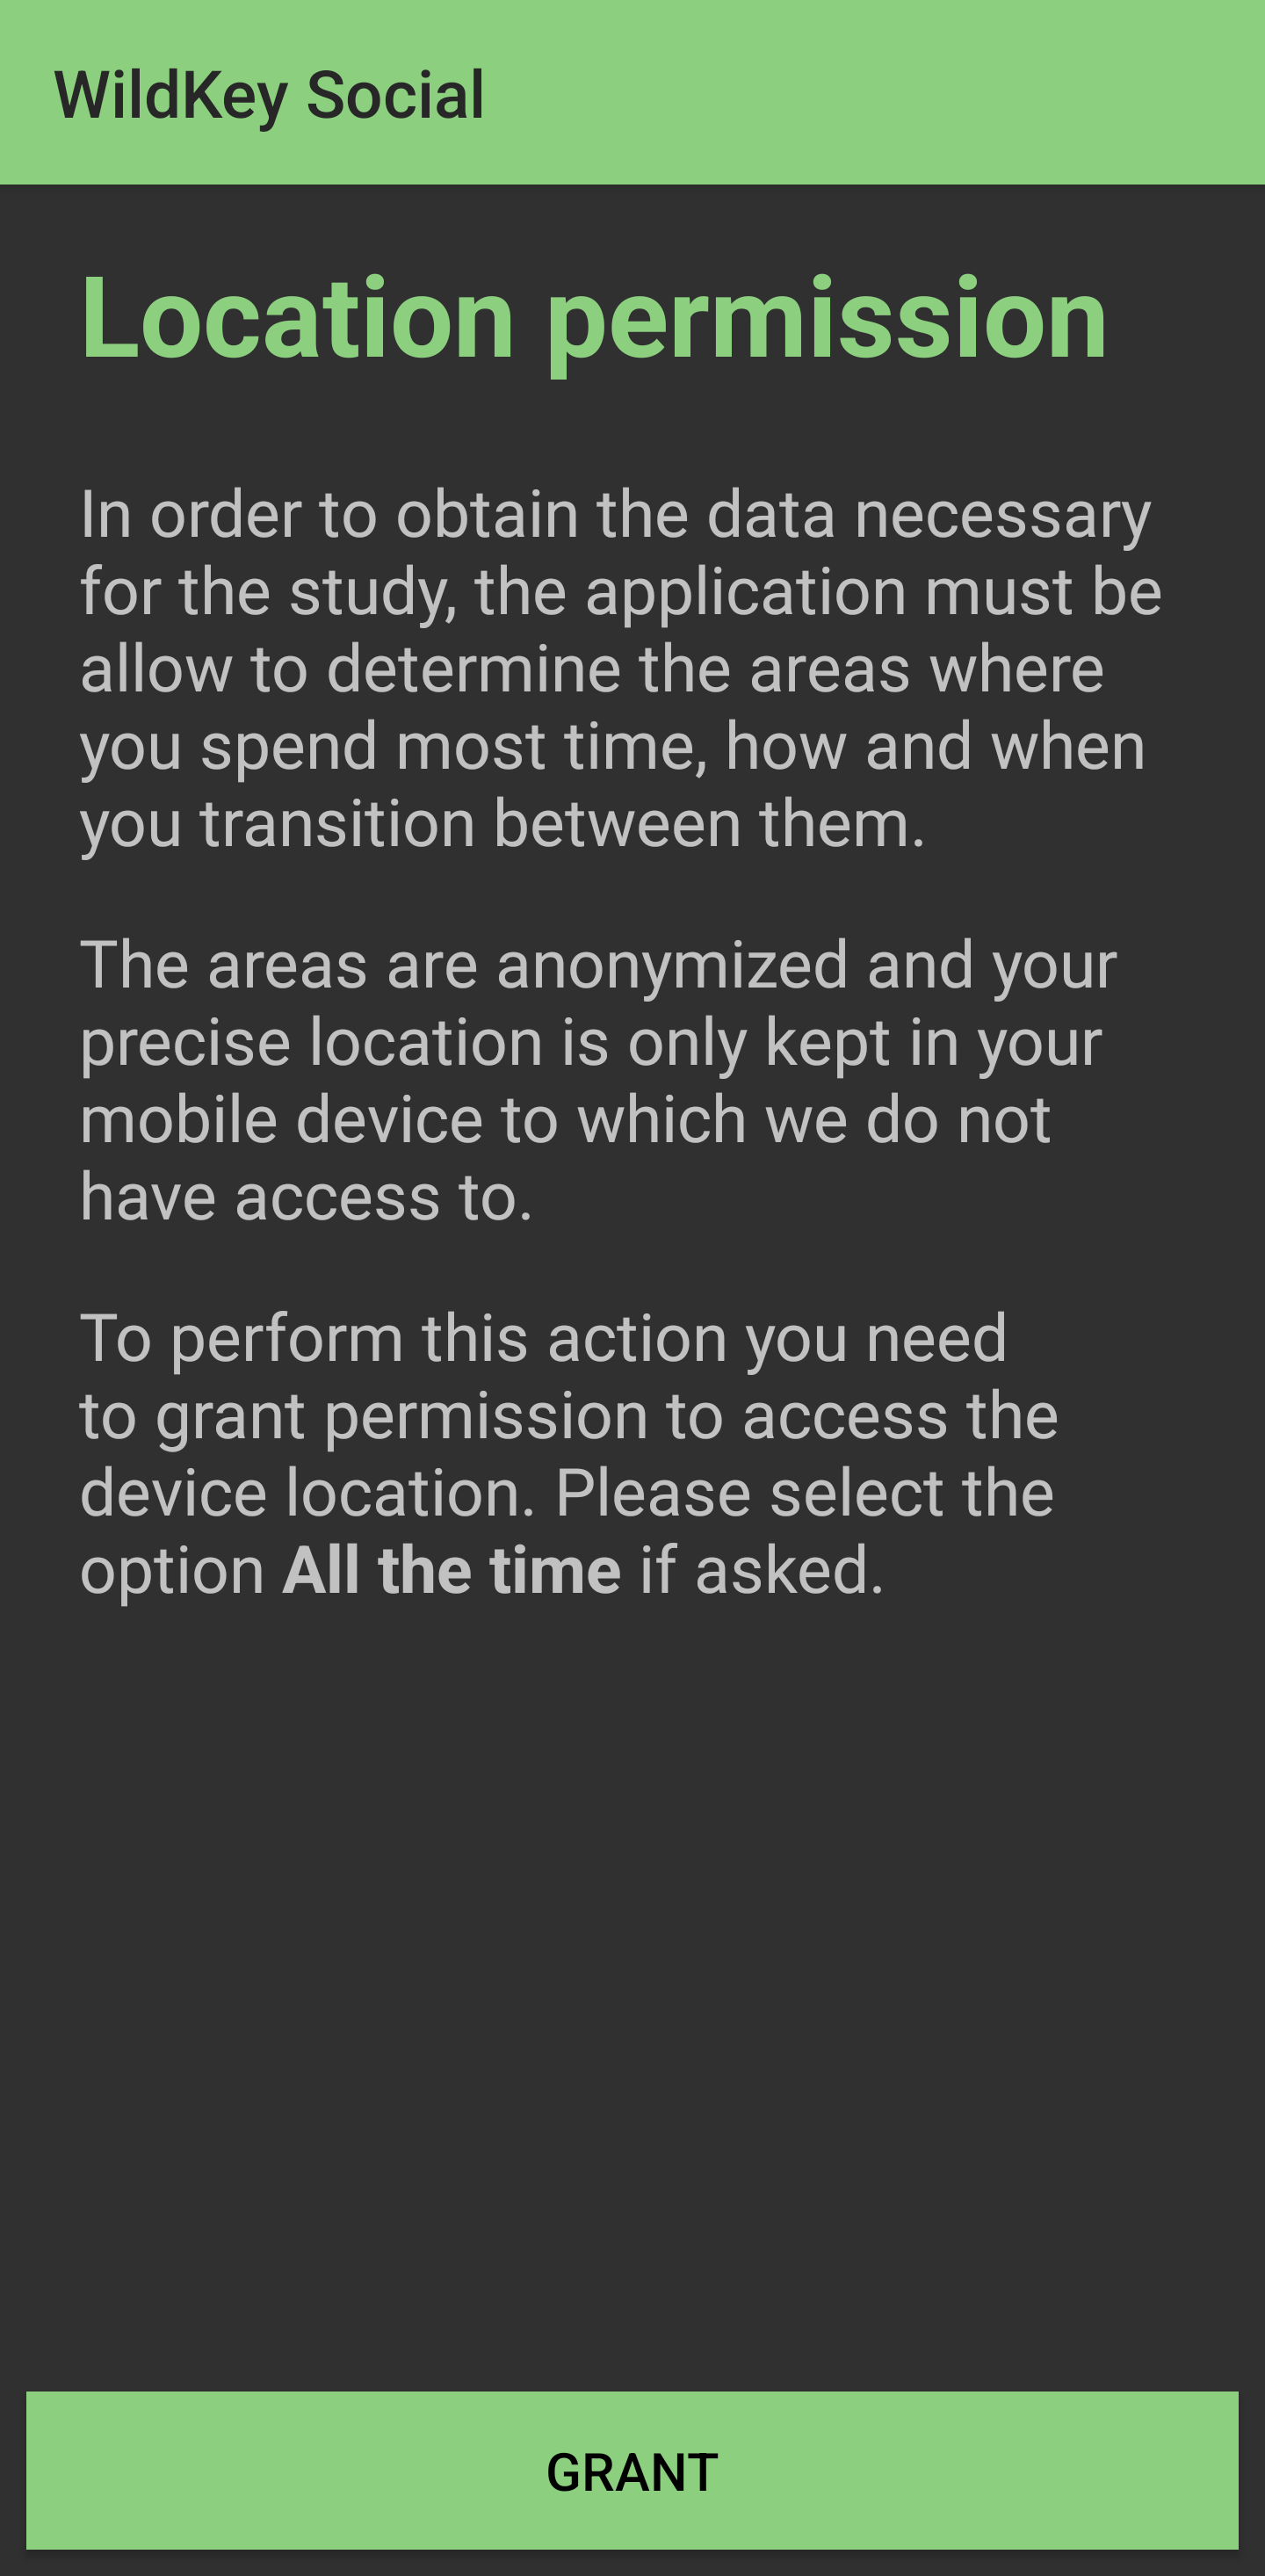 WildKey Social
Location permission
In order to obtain the data necessary
for the study, the application must be
allow to determine the areas where
you spend most time, how and when
you transition between them.
The areas are anonymized and your
precise location is only kept in your
mobile device to which we do not
have access to.
To perform this action you need
to grant permission to access the
device location. Please select the
option All the time if asked.
GRANT